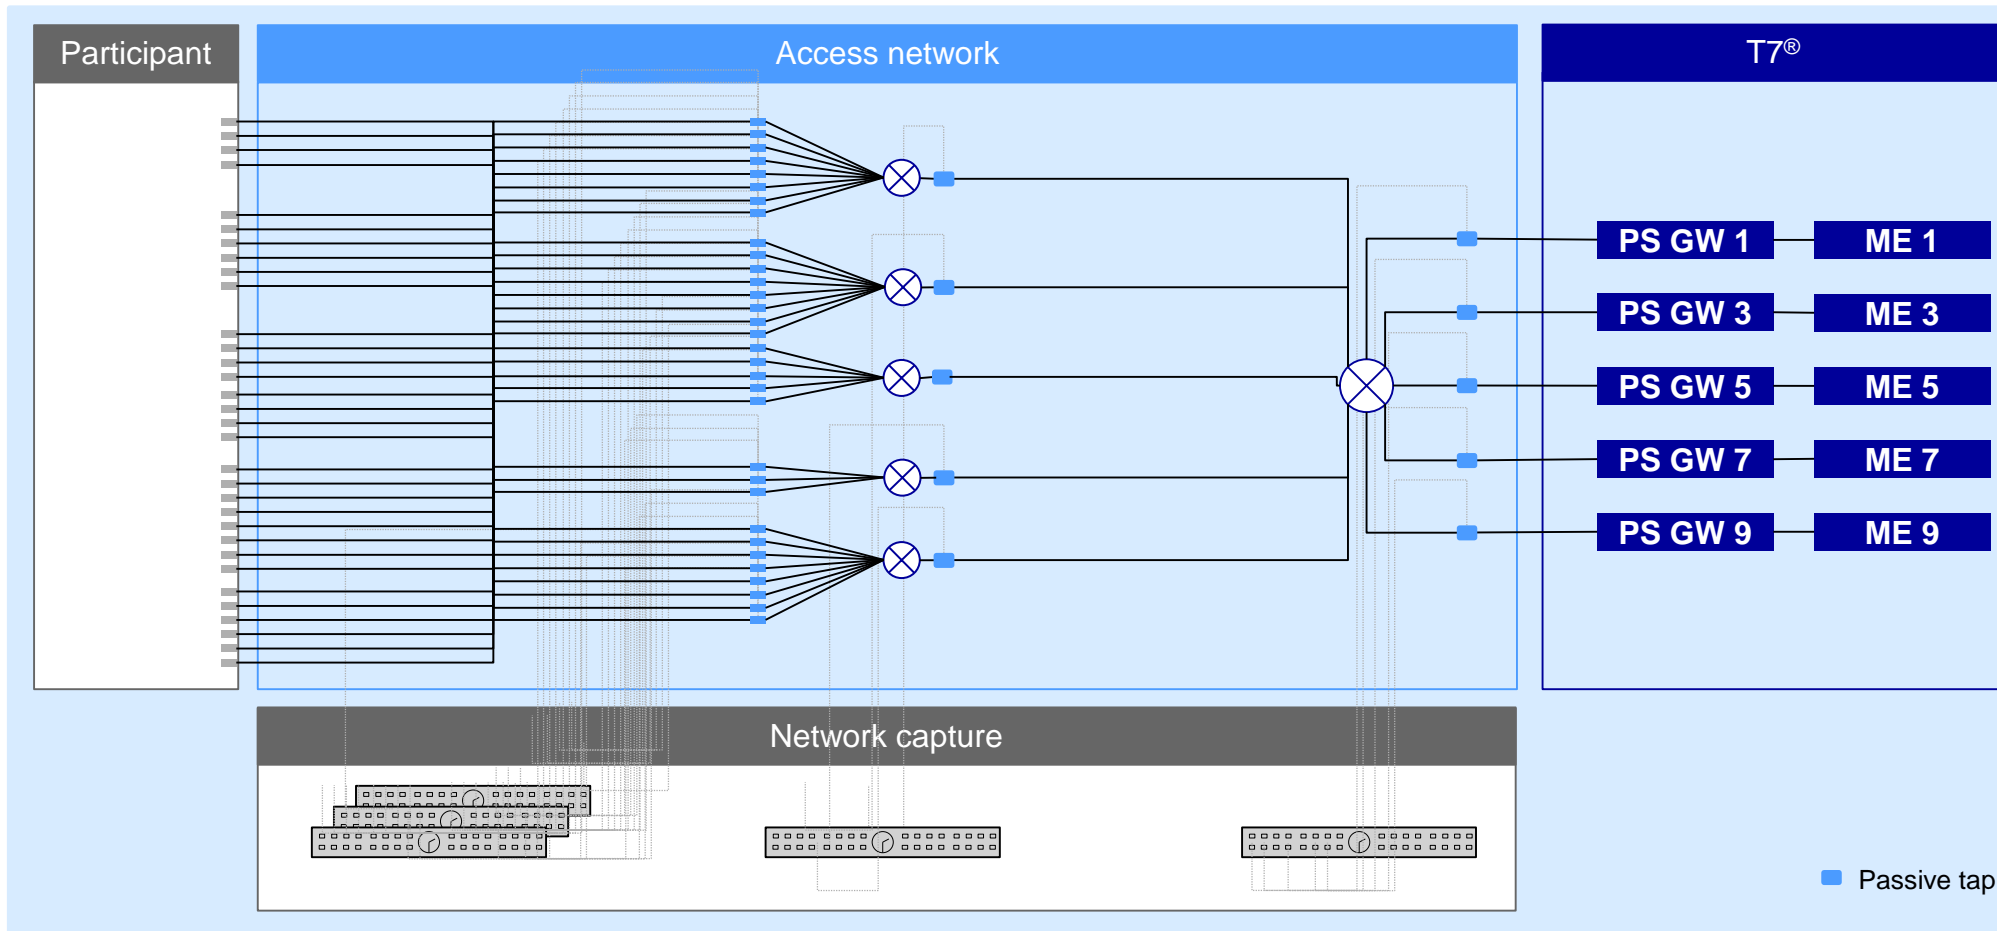 Participant
Access network
T7®
PS GW 1
ME 1
PS GW 3
ME 3
PS GW 5
ME 5
PS GW 7
ME 7
PS GW 9
ME 9
Network capture
Passive tap